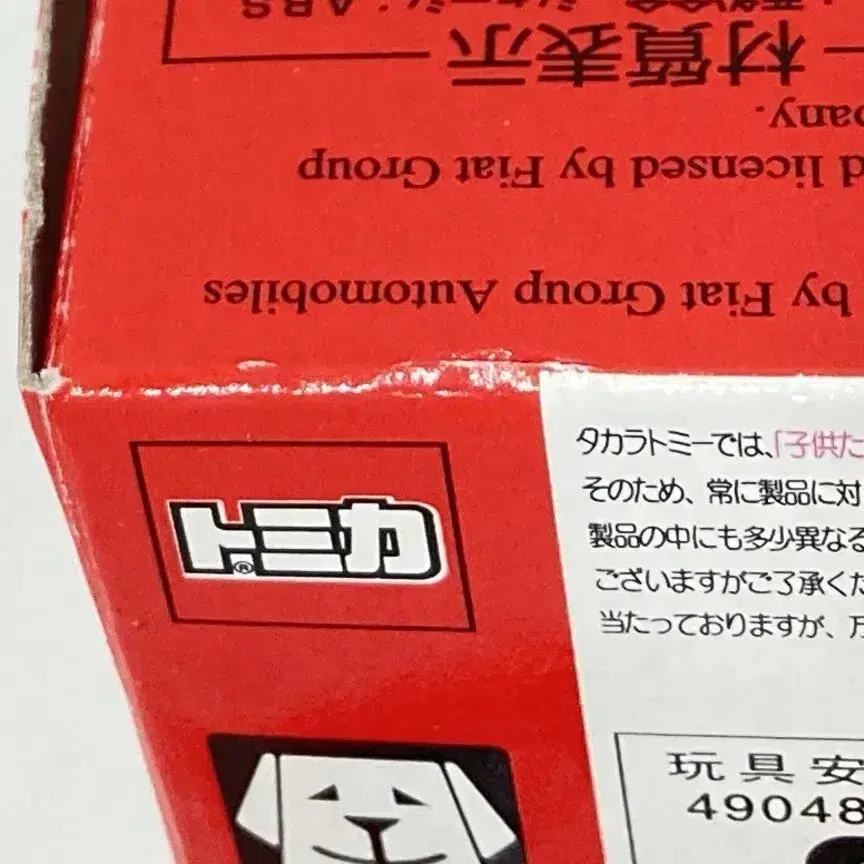 by Fiat Group Automobiles
d licensed by Fiat Group
pany.
材質表示
ABS
トミカ®
タカラトミーでは、「子供た
そのため、常に製品に対
製品の中にも多少異なる
ございますがご了承くだ
当たっておりますが、万
玩具安
49048